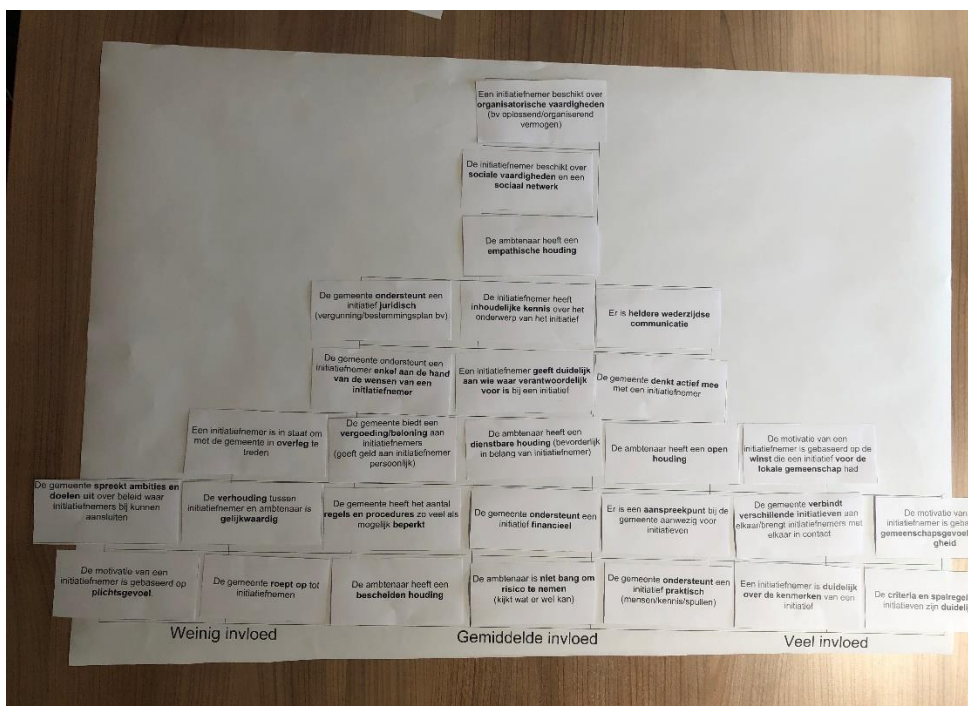 Een initiatiefnemer beschikt over
organisatorische vaardigheden
(bv oplossend/organiserend
vermogen)
De initiatiefnemer beschikt over
sociale vaardigheden en een
sociaal netwerk
De ambtenaar heeft een
empathische houding
De gemeente ondersteunt een
initiatief juridisch
(vergunning/bestemmingsplan bv)
De initiatiefnemer heeft
inhoudelijke kennis over het
onderwerp van het initiatief
Er is heldere wederzijdse
communicatie
De gemeente ondersteunt een
initiatiefnemer enkel aan de hand
van de wensen van een
initiatiefnemer
Een initiatiefnemer geeft duidelijk
aan wie waar verantwoordelijk
voor is bij een initiatief
De gemeente denkt actief mee
met een initiatiefnemer
Een initiatiefnemer is in staat om
met de gemeente in overleg te
treden
De gemeente biedt een
vergoeding/beloning aan
initiatiefnemers
(geeft geld aan initiatiefnemer
persoonlijk)
De ambtenaar heeft een
dienstbare houding (bevorderlijk
in belang van initiatiefnemer)
De ambtenaar heeft een open
houding
De motivatie van een
initiatiefnemer is gebaseerd op de
winst die een initiatief voor de
lokale gemeenschap had
De gemeente spreekt ambities en
doelen uit over beleid waar
initiatiefnemers bij kunnen
aansluiten
De verhouding tussen
initiatiefnemer en ambtenaar is
gelijkwaardig
De gemeente heeft het aantal
regels en procedures zo veel als
mogelijk beperkt
De gemeente ondersteunt een
initiatief financieel
Er is een aanspreekpunt bij de
gemeente aanwezig voor
initiatieven
De gemeente verbindt
verschillende initiatieven aan
elkaar/brengt initiatiefnemers met
elkaar in contact
De motivatie van
initiatiefnemer is geba
gemeenschapsgevoel
gheid
De motivatie van een
initiatiefnemer is gebaseerd op
plichtsgevoel
De gemeente roept op tot
initiatiefnemen
De ambtenaar heeft een
bescheiden houding
De ambtenaar is niet bang om
risico te nemen
(kijkt wat er wel kan)
De gemeente ondersteunt een
initiatief praktisch
(mensen/kennis/spullen)
Een initiatiefnemer is duidelijk
over de kenmerken van een
initiatief
De criteria en spelregel
initiatieven zijn duideli
Weinig invloed
Gemiddelde invloed
Veel invloed